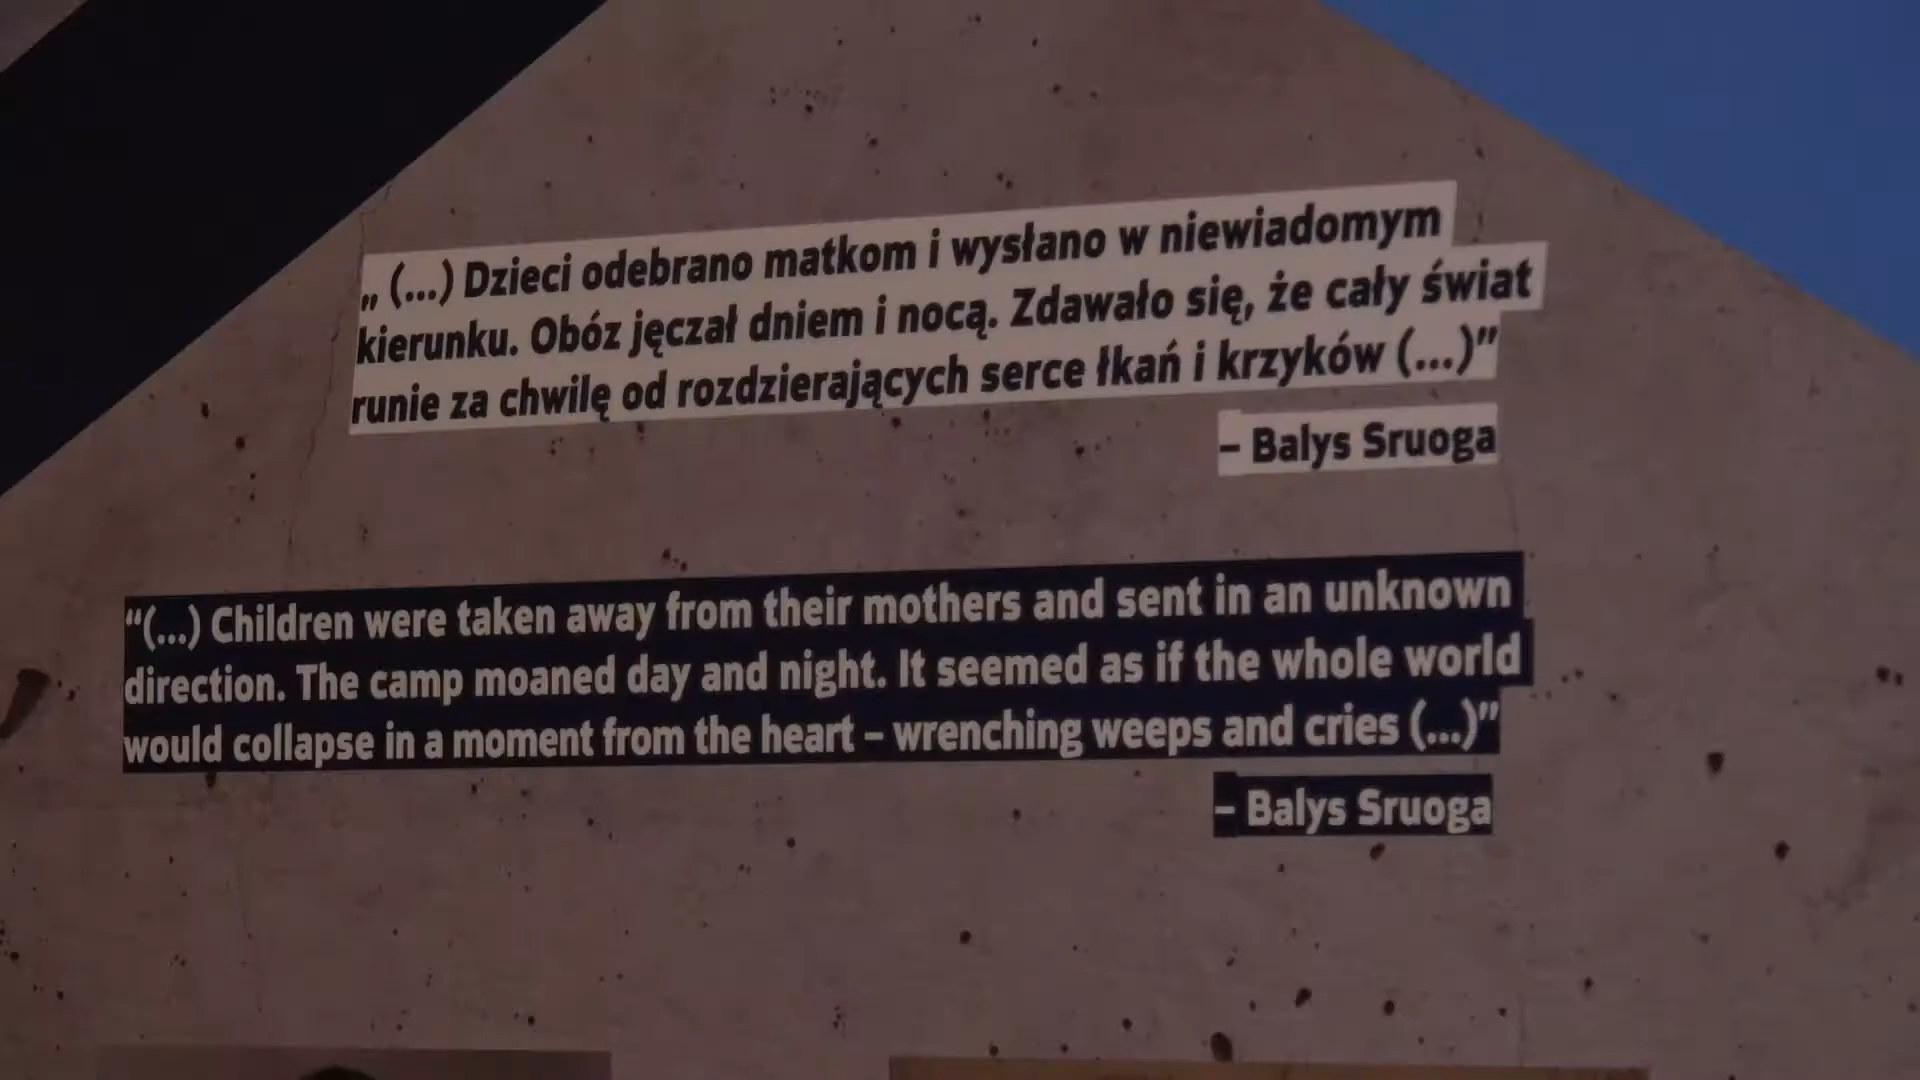 „ (...) Dzieci odebrano matkom i wysłano w niewiadomym
kierunku. Obóz jęczał dniem i nocą. Zdawało się, że cały świat
runie za chwilę od rozdzierających serce łkań i krzyków (...)”
– Balys Sruoga
“(...) Children were taken away from their mothers and sent in an unknown
direction. The camp moaned day and night. It seemed as if the whole world
would collapse in a moment from the heart – wrenching weeps and cries (...)”
– Balys Sruoga